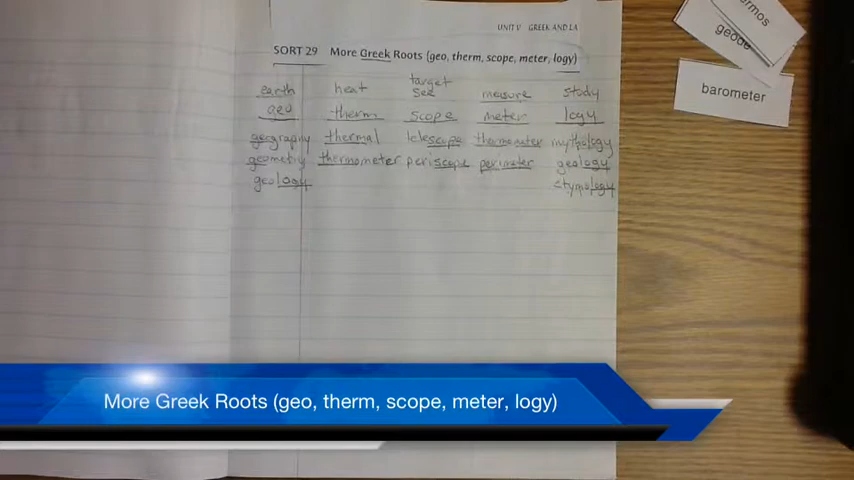 UNIT V GREEK AND LA
SORT 29 More Greek Roots (geo, therm, scope, meter, logy)
earth heat target see measure study
geo therm scope meter logy
geography thermal telescope thermometer mythology
geometry thermometer periscope perimeter geology
geology etymology
ermos
geode
barometer
More Greek Roots (geo, therm, scope, meter, logy)